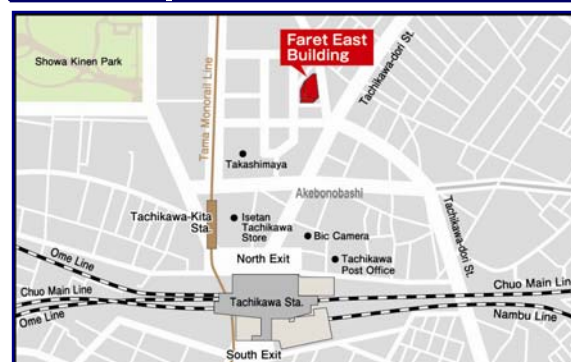 Faret East
Building
Showa Kinen Park
Tama Monorail Line
Tachikawa-dori St.
Takashimaya
Akebonobashi
Tachikawa-Kita
Sta.
Isetan
Tachikawa
Store
Bic Camera
Tachikawa-dori St.
North Exit
Tachikawa
Post Office
Ome Line
Chuo Main Line
Ome Line
Tachikawa Sta.
Chuo Main Line
Nambu Line
South Exit